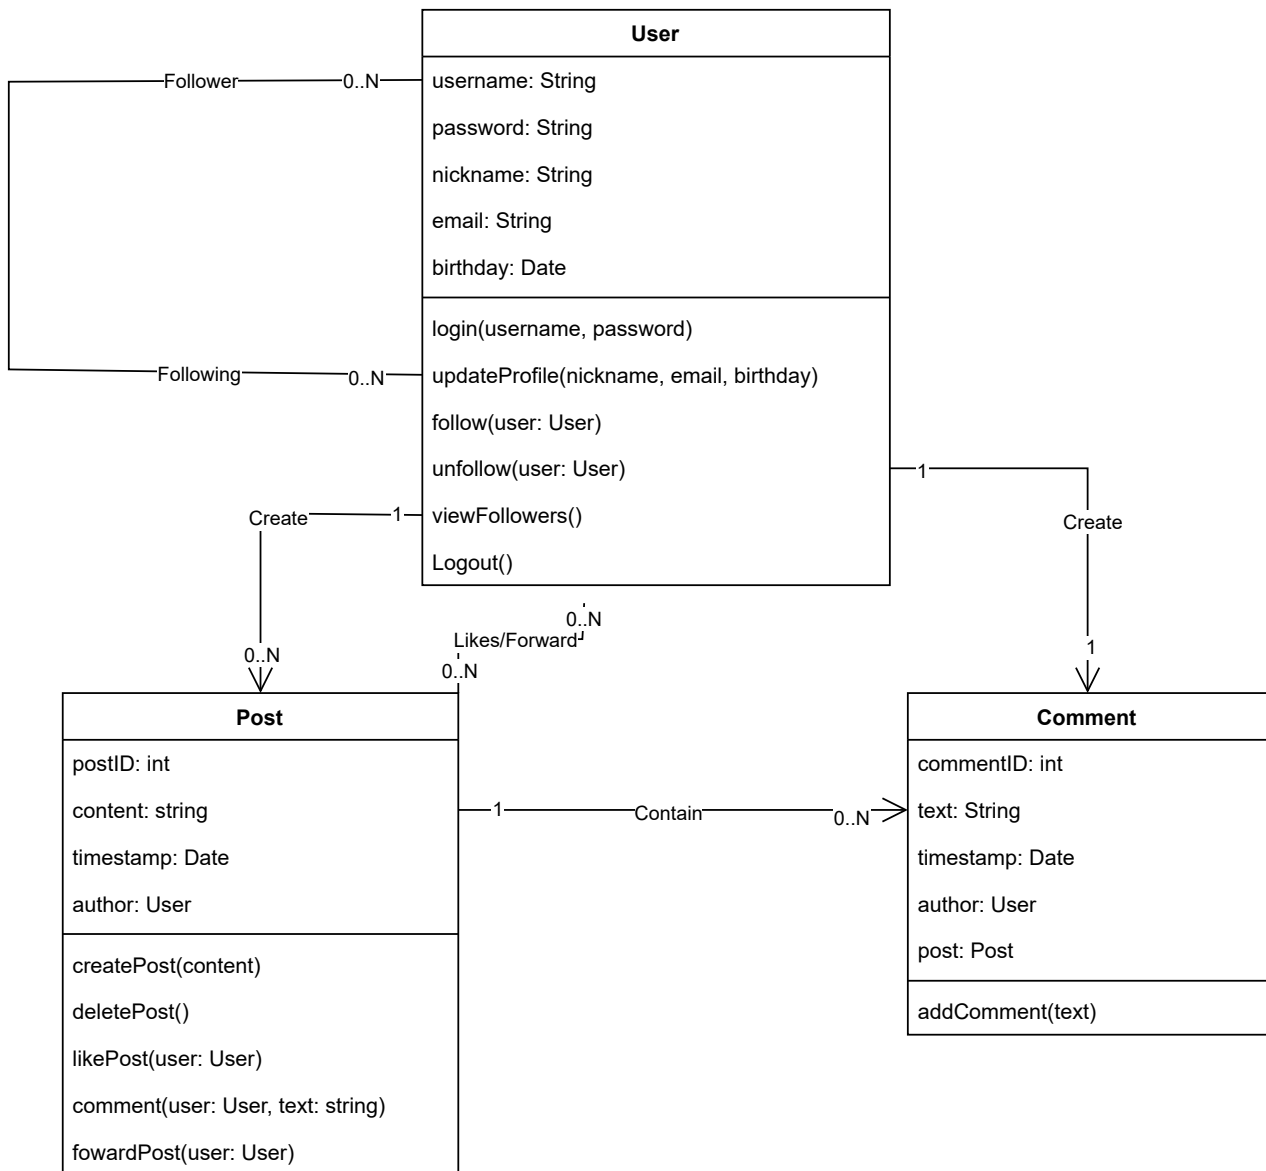 User
username: String
password: String
nickname: String
email: String
birthday: Date
login(username, password)
updateProfile(nickname, email, birthday)
follow(user: User)
unfollow(user: User)
viewFollowers()
Logout()
Follower
0..N
Following
0..N
Create
1
0..N
Likes/Forward
0..N
0..N
1
Create
1
Post
postID: int
content: string
timestamp: Date
author: User
createPost(content)
deletePost()
likePost(user: User)
comment(user: User, text: string)
fowardPost(user: User)
1
Contain
0..N
Comment
commentID: int
text: String
timestamp: Date
author: User
post: Post
addComment(text)